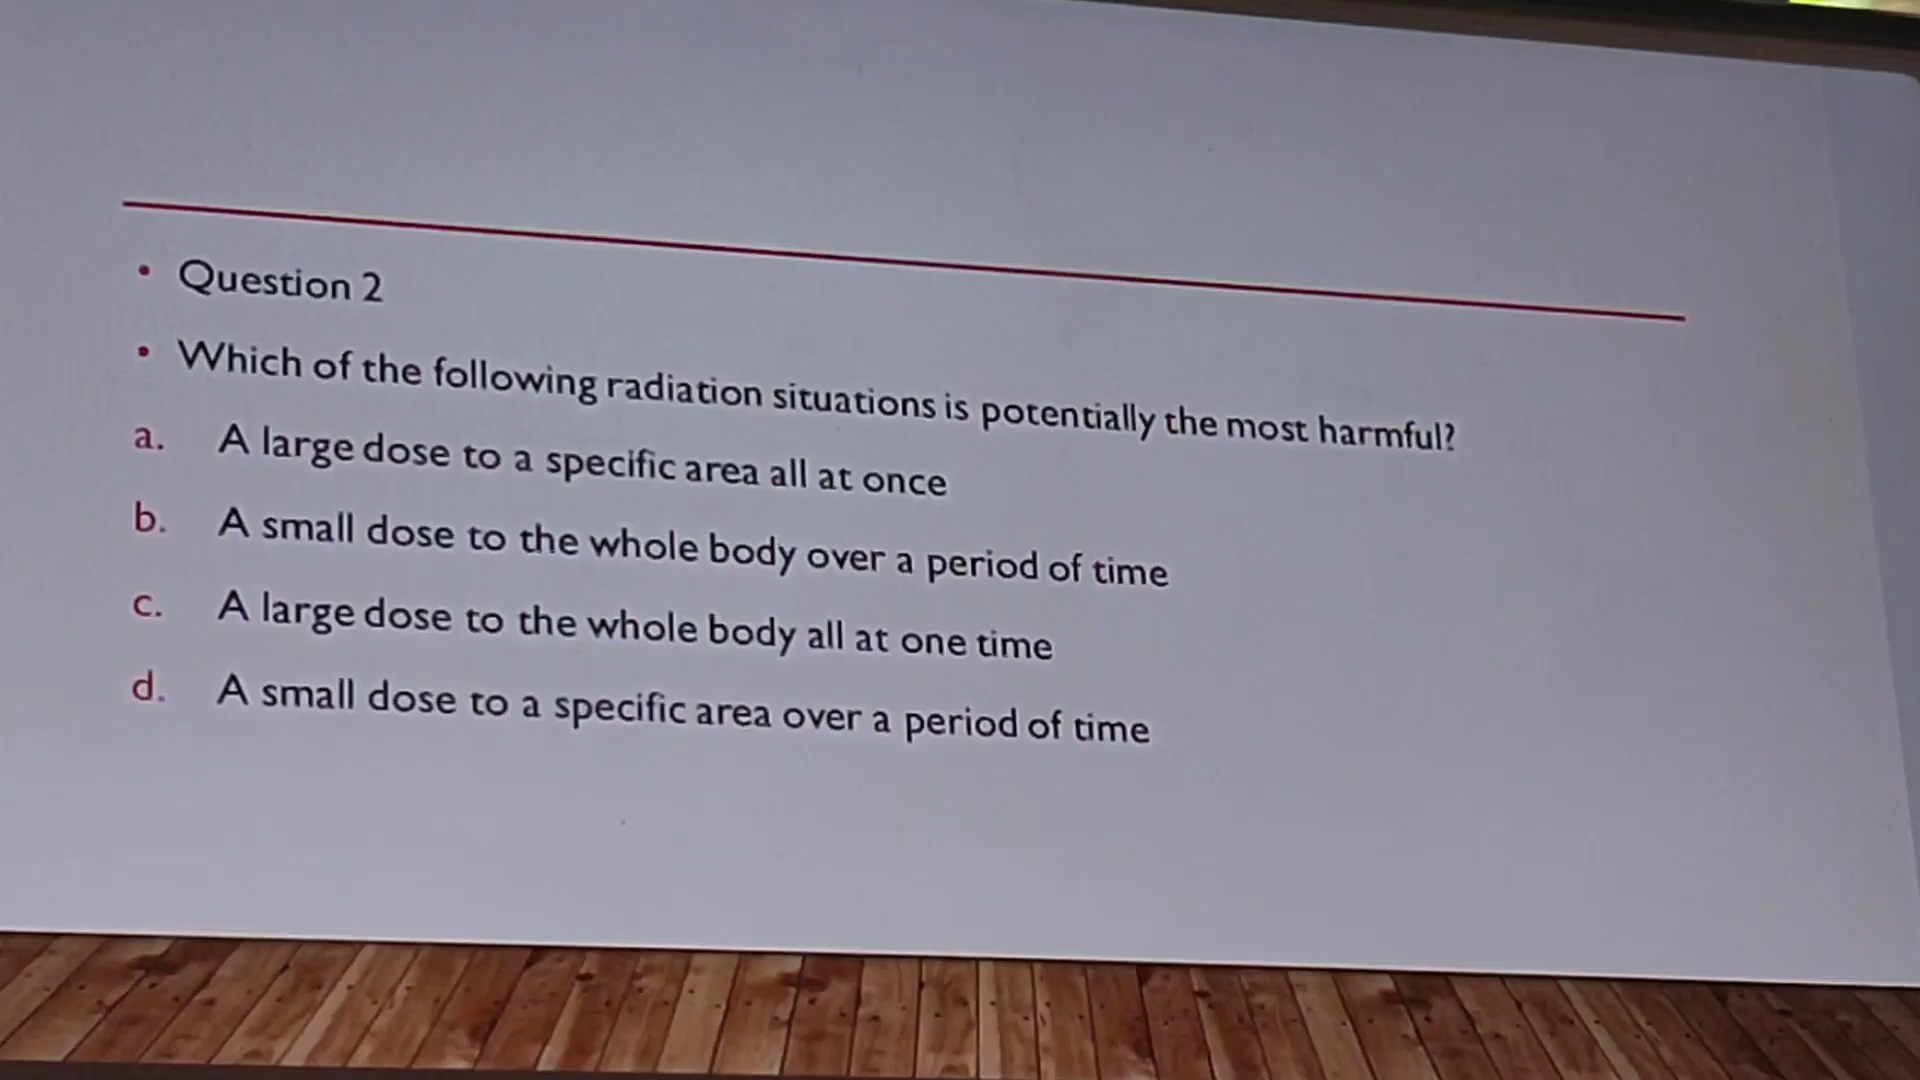 • Question 2
• Which of the following radiation situations is potentially the most harmful?
a. A large dose to a specific area all at once
b. A small dose to the whole body over a period of time
c. A large dose to the whole body all at one time
d. A small dose to a specific area over a period of time